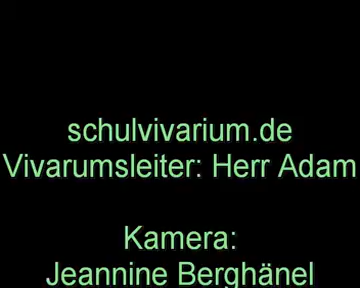 schulvivarium.de
Vivarumsleiter: Herr Adam
Kamera:
Jeannine Berghänel